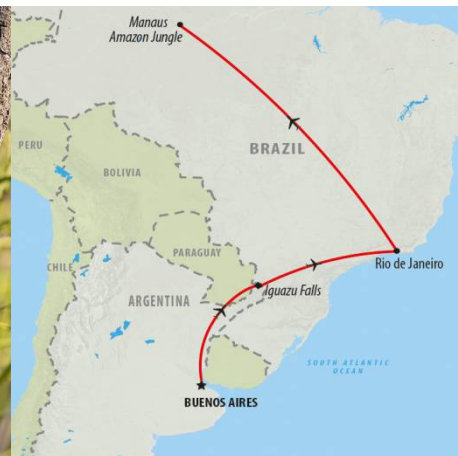 Manaus
Amazon Jungle
BRAZIL
PERU
BOLIVIA
PARAGUAY
CHILE
Rio de Janeiro
Iguazu Falls
ARGENTINA
SOUTH ATLANTIC
OCEAN
BUENOS AIRES